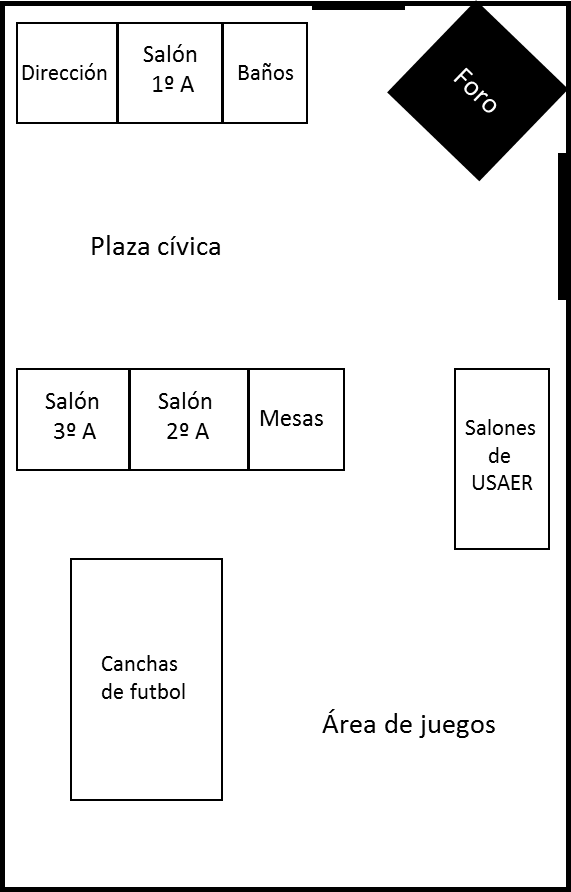 Dirección
Salón
1º A
Baños
Foro
Plaza cívica
Salón
3º A
Salón
2º A
Mesas
Salones
de
USAER
Canchas
de futbol
Área de juegos